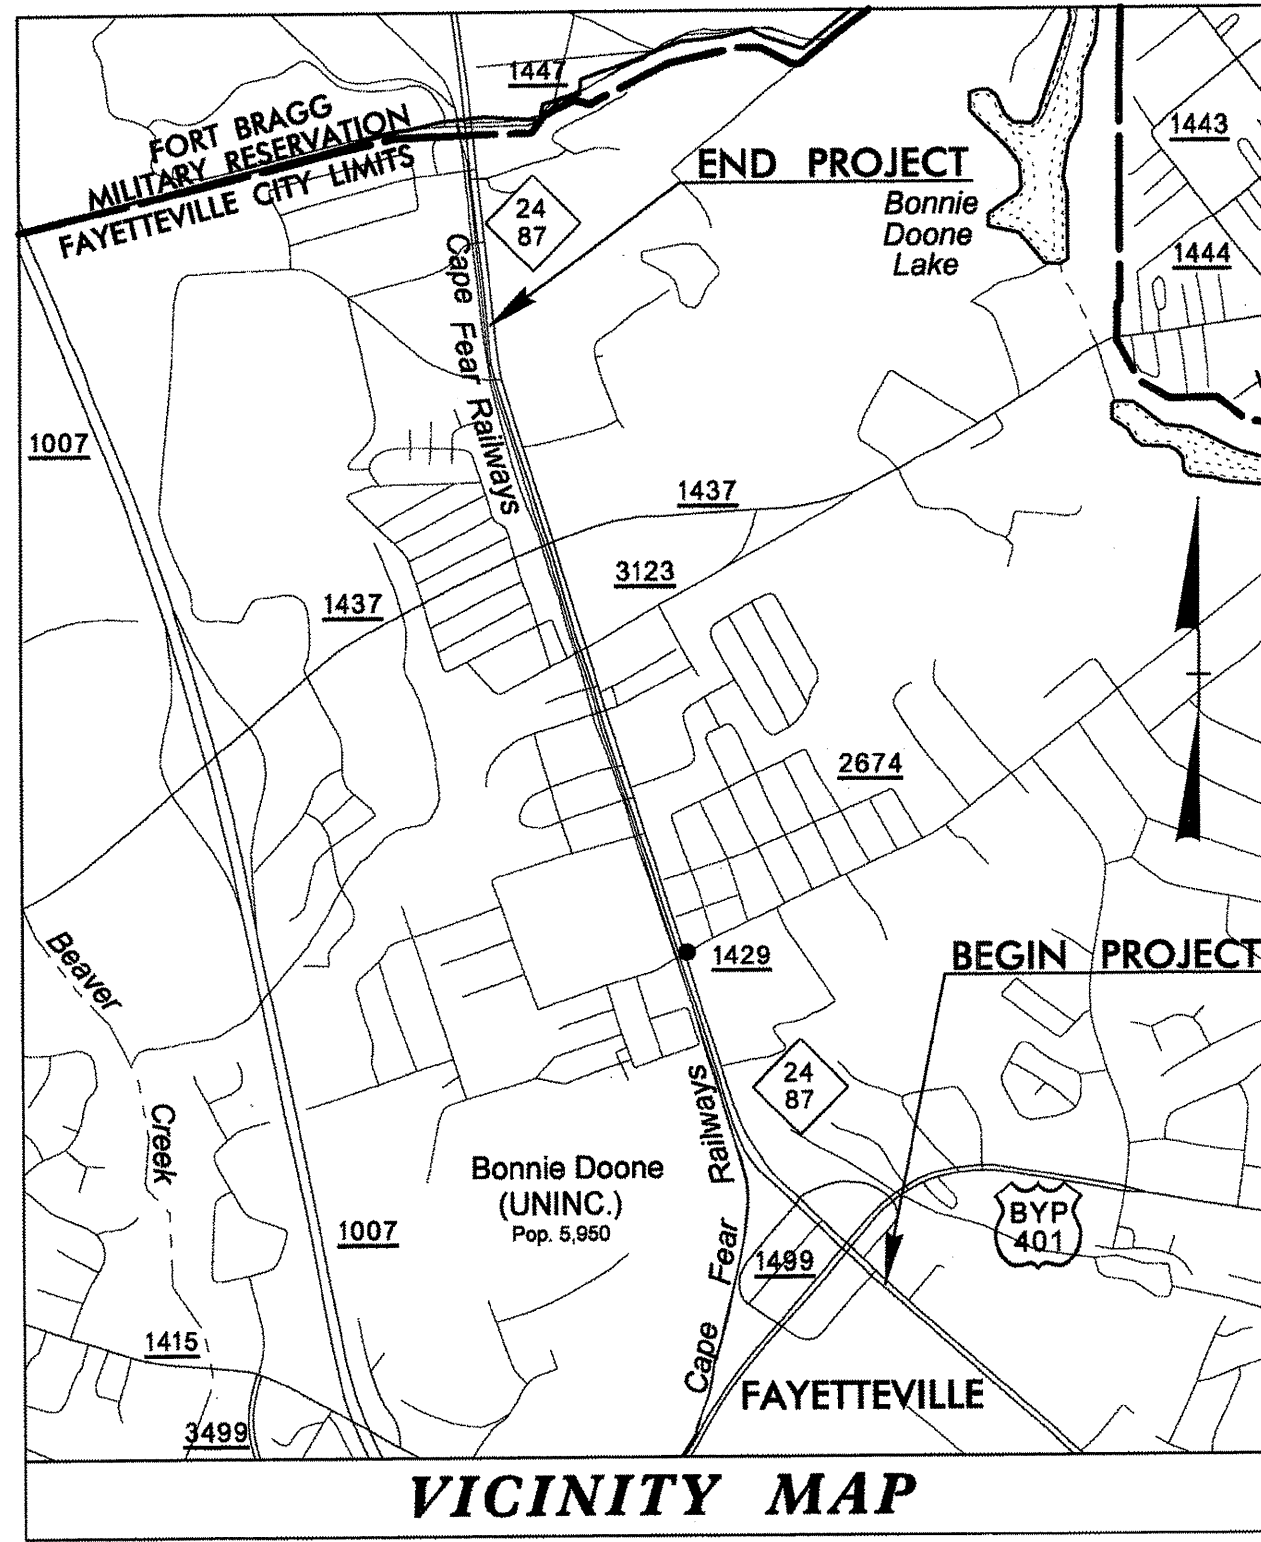 1447
FORT BRAGG
MILITARY RESERVATION
FAYETTEVILLE CITY LIMITS
1443
END PROJECT
24
87
Bonnie
Doone
Lake
1444
Cape Fear Railways
1007
1437
3123
1437
2674
Beaver
1429
BEGIN PROJECT
24
87
Creek
Railways
Bonnie Doone
(UNINC.)
Pop. 5,950
BYP
401
1007
Fear
1499
1415
Cape
FAYETTEVILLE
3499
VICINITY MAP